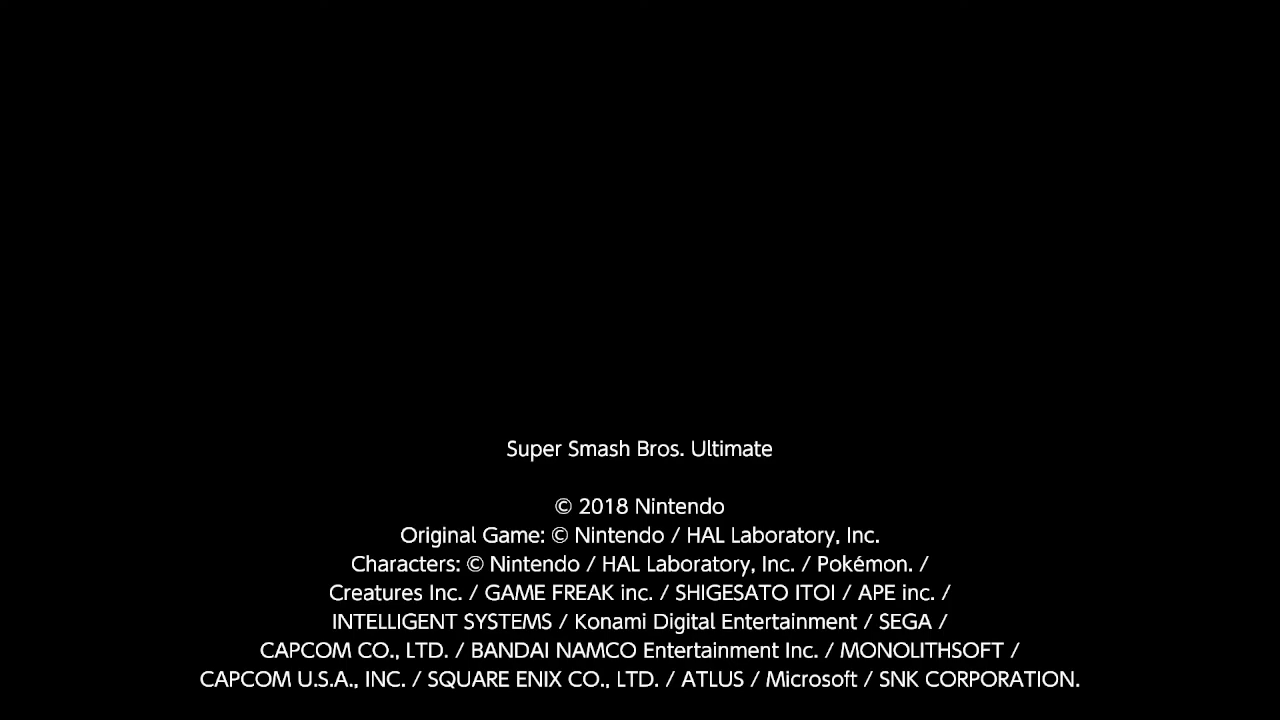 Super Smash Bros. Ultimate
© 2018 Nintendo
Original Game: © Nintendo / HAL Laboratory, Inc.
Characters: © Nintendo / HAL Laboratory, Inc. / Pokémon. /
Creatures Inc. / GAME FREAK inc. / SHIGESATO ITOI / APE inc. /
INTELLIGENT SYSTEMS / Konami Digital Entertainment / SEGA /
CAPCOM CO., LTD. / BANDAI NAMCO Entertainment Inc. / MONOLITHSOFT /
CAPCOM U.S.A., INC. / SQUARE ENIX CO., LTD. / ATLUS / Microsoft / SNK CORPORATION.